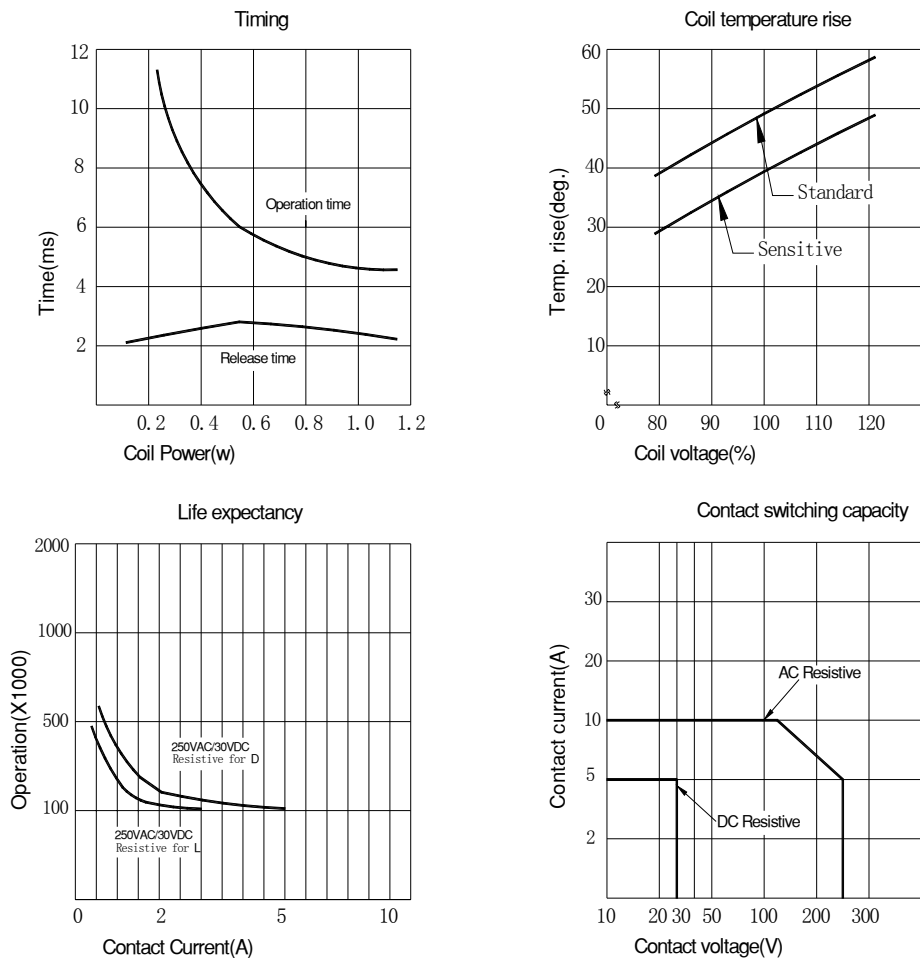 Timing
12
10
8
6
4
2
Time(ms)
Operation time
Release time
0.2 0.4 0.6 0.8 1.0 1.2
Coil Power(w)
Coil temperature rise
60
50
40
30
20
10
0
Temp. rise(deg.)
Standard
Sensitive
80 90 100 110 120
Coil voltage(%)
Life expectancy
2000
1000
500
100
Operation(X1000)
250VAC/30VDC
Resistive for D
250VAC/30VDC
Resistive for L
0 2 5 10
Contact Current(A)
Contact switching capacity
30
20
10
5
2
Contact current(A)
AC Resistive
DC Resistive
10 20 30 50 100 200 300
Contact voltage(V)